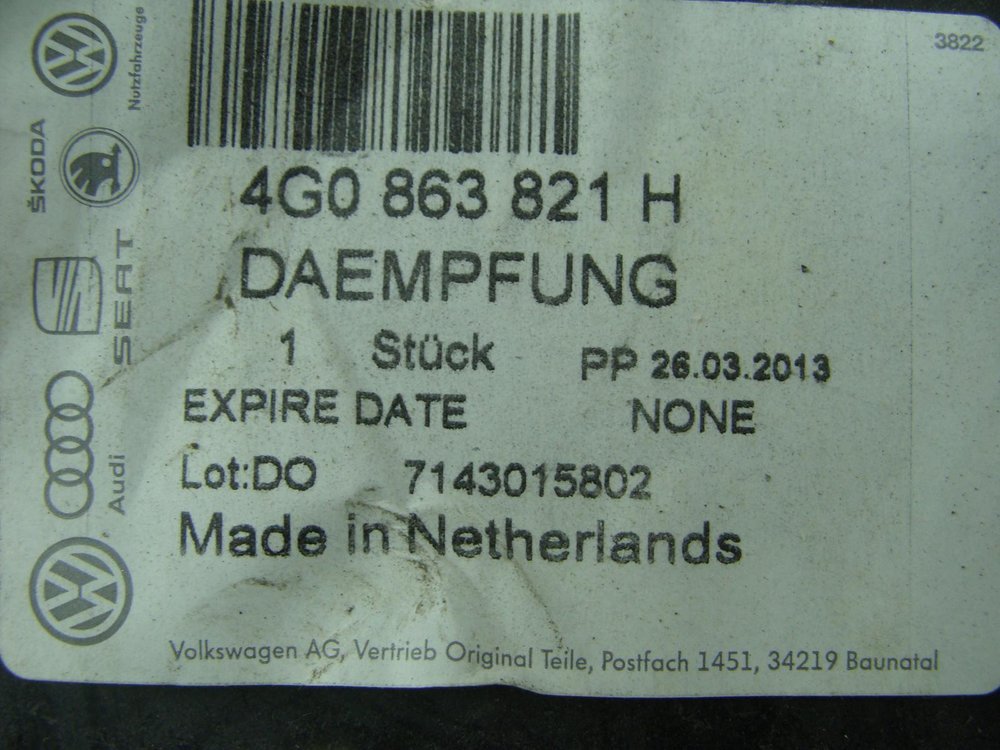 3822
Nutzfahrzeuge
ŠKODA
SEAT
Audi
4G0 863 821 H
DAEMPFUNG
1 Stück PP 26.03.2013
EXPIRE DATE NONE
Lot:DO 7143015802
Made in Netherlands
Volkswagen AG, Vertrieb Original Teile, Postfach 1451, 34219 Baunatal